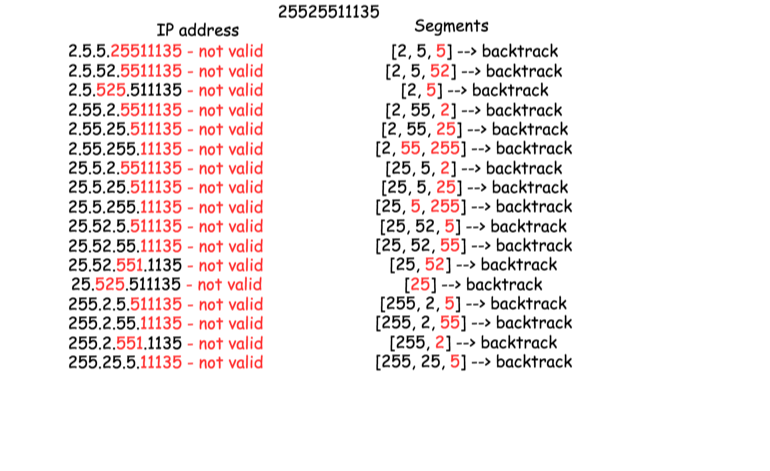 25525511135
IP address Segments
2.5.5.25511135 - not valid [2, 5, 5] --> backtrack
2.5.52.5511135 - not valid [2, 5, 52] --> backtrack
2.5.525.511135 - not valid [2, 5] --> backtrack
2.55.2.5511135 - not valid [2, 55, 2] --> backtrack
2.55.25.511135 - not valid [2, 55, 25] --> backtrack
2.55.255.11135 - not valid [2, 55, 255] --> backtrack
25.5.2.5511135 - not valid [25, 5, 2] --> backtrack
25.5.25.511135 - not valid [25, 5, 25] --> backtrack
25.5.255.11135 - not valid [25, 5, 255] --> backtrack
25.52.5.511135 - not valid [25, 52, 5] --> backtrack
25.52.55.11135 - not valid [25, 52, 55] --> backtrack
25.52.551.1135 - not valid [25, 52] --> backtrack
25.525.511135 - not valid [25] --> backtrack
255.2.5.511135 - not valid [255, 2, 5] --> backtrack
255.2.55.11135 - not valid [255, 2, 55] --> backtrack
255.2.551.1135 - not valid [255, 2] --> backtrack
255.25.5.11135 - not valid [255, 25, 5] --> backtrack